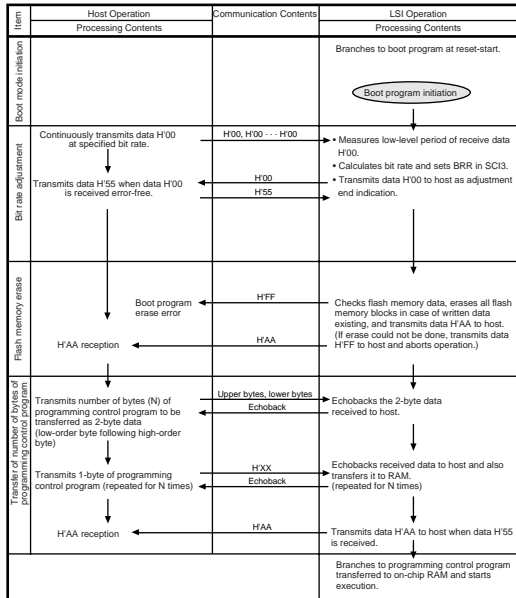 Item
Host Operation
Communication Contents
LSI Operation
Processing Contents
Processing Contents
Boot mode initiation
Branches to boot program at reset-start.
Boot program initiation
Bit rate adjustment
Continuously transmits data H'00
at specified bit rate.
H'00, H'00 · · · H'00
• Measures low-level period of receive data
H'00.
• Calculates bit rate and sets BRR in SCI3.
• Transmits data H'00 to host as adjustment
end indication.
H'00
Transmits data H'55 when data H'00
is received error-free.
H'55
Flash memory erase
Boot program
erase error
H'FF
Checks flash memory data, erases all flash
memory blocks in case of written data
existing, and transmits data H'AA to host.
(If erase could not be done, transmits data
H'FF to host and aborts operation.)
H'AA reception
H'AA
Transfer of number of bytes of
programming control program
Transmits number of bytes (N) of
programming control program to be
transferred as 2-byte data
(low-order byte following high-order
byte)
Upper bytes, lower bytes
Echoback
Echobacks the 2-byte data
received to host.
Transmits 1-byte of programming
control program (repeated for N times)
H'XX
Echoback
Echobacks received data to host and also
transfers it to RAM.
(repeated for N times)
H'AA reception
H'AA
Transmits data H'AA to host when data H'55
is received.
Branches to programming control program
transferred to on-chip RAM and starts
execution.